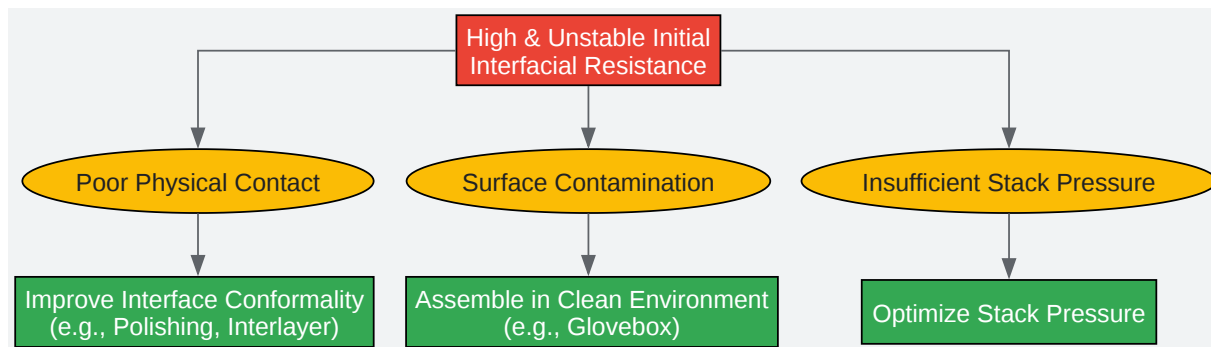 High & Unstable Initial
Interfacial Resistance
Poor Physical Contact
Surface Contamination
Insufficient Stack Pressure
Improve Interface Conformality
(e.g., Polishing, Interlayer)
Assemble in Clean Environment
(e.g., Glovebox)
Optimize Stack Pressure